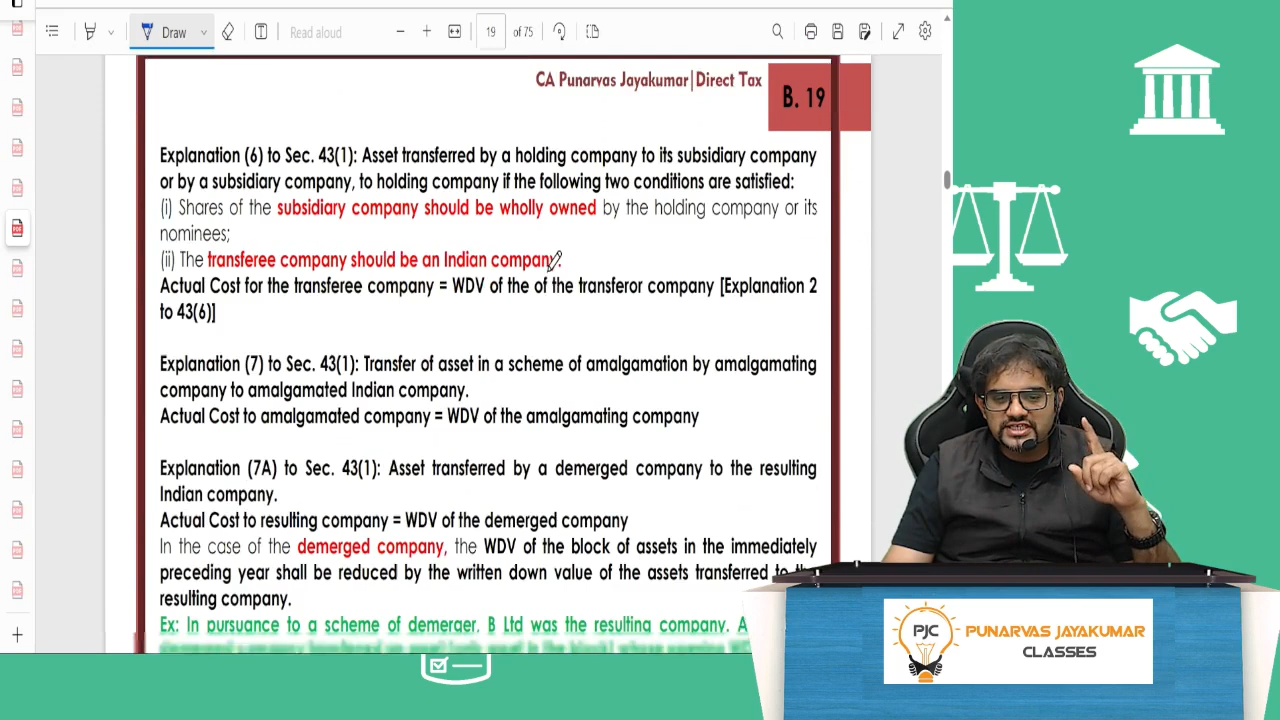 Draw
Read aloud
19 of 75
CA Punarvas Jayakumar|Direct Tax
B. 19
Explanation (6) to Sec. 43(1): Asset transferred by a holding company to its subsidiary company
or by a subsidiary company, to holding company if the following two conditions are satisfied:
(i) Shares of the subsidiary company should be wholly owned by the holding company or its
nominees;
(ii) The transferee company should be an Indian company.
Actual Cost for the transferee company = WDV of the of the transferor company [Explanation 2
to 43(6)]
Explanation (7) to Sec. 43(1): Transfer of asset in a scheme of amalgamation by amalgamating
company to amalgamated Indian company.
Actual Cost to amalgamated company = WDV of the amalgamating company
Explanation (7A) to Sec. 43(1): Asset transferred by a demerged company to the resulting
Indian company.
Actual Cost to resulting company = WDV of the demerged company
In the case of the demerged company, the WDV of the block of assets in the immediately
preceding year shall be reduced by the written down value of the assets transferred to the
resulting company.
Ex: In pursuance to a scheme of demerger, B Ltd was the resulting company. A
PJC
PUNARVAS JAYAKUMAR
CLASSES